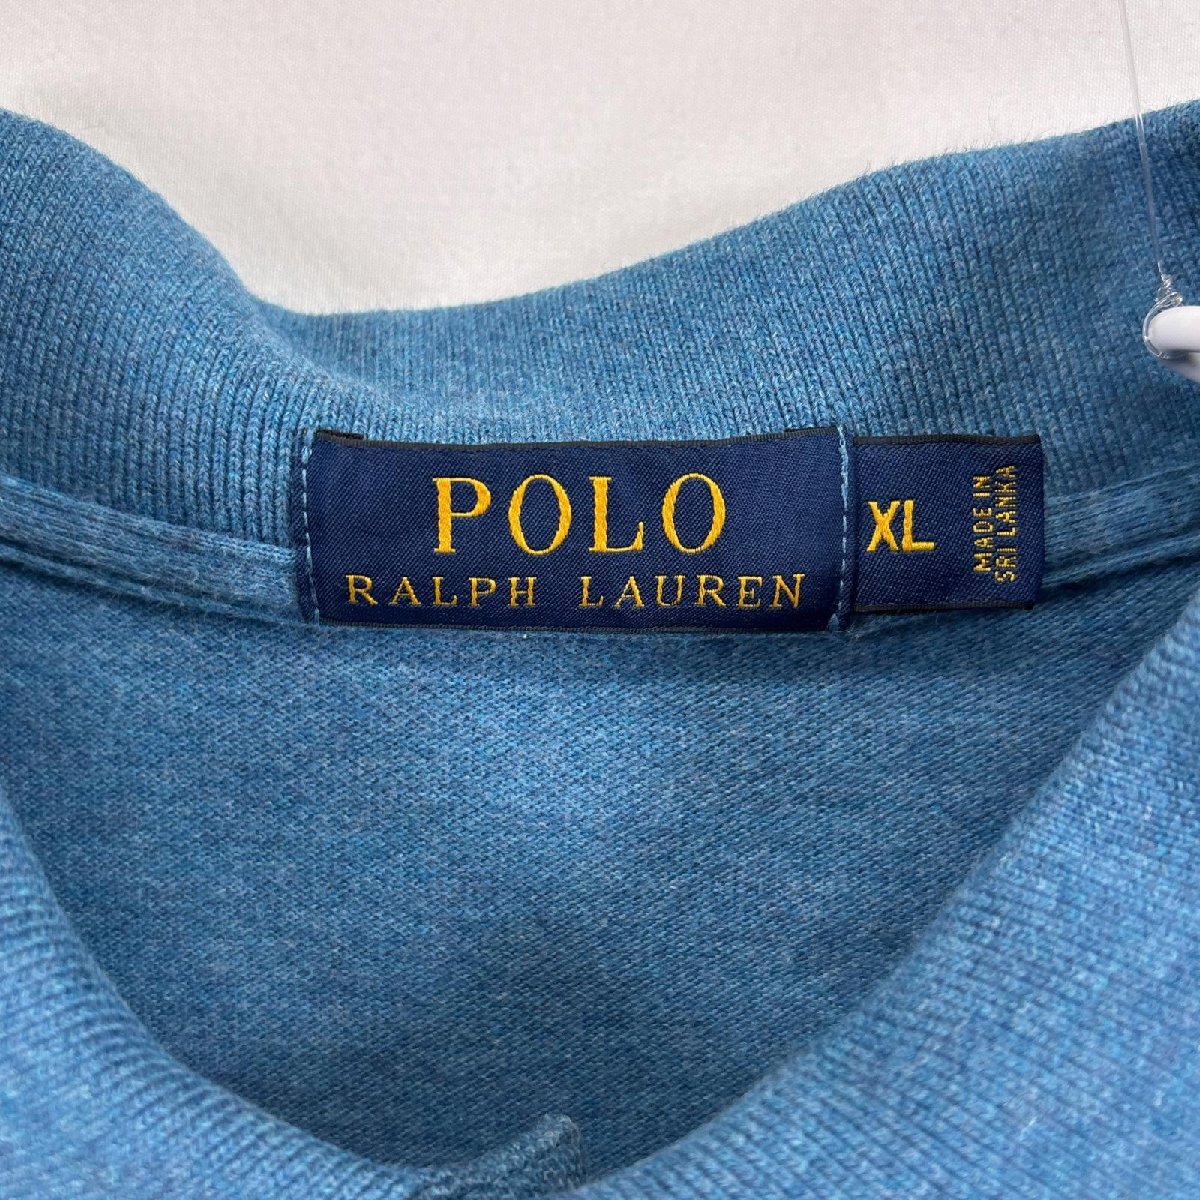 POLO
RALPH LAUREN
XL
MADE IN
SRI LANKA